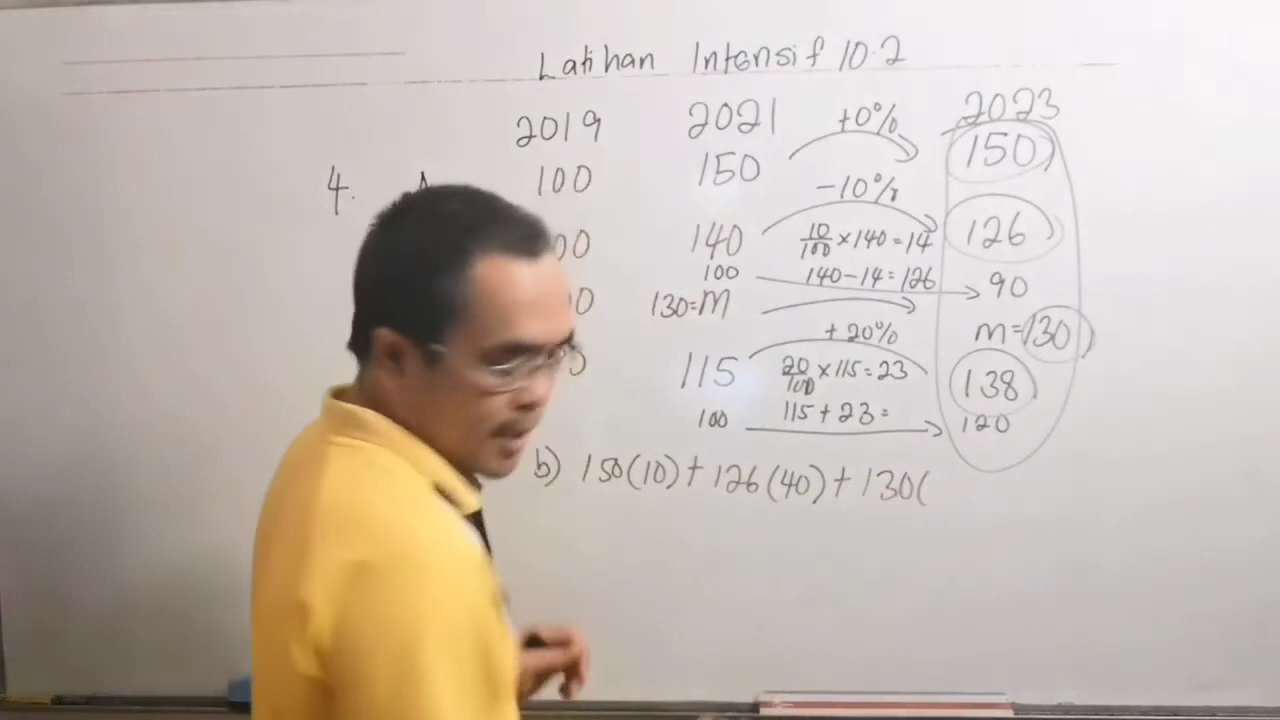 Latihan Intensif 10.2
2019 2021 +0% 2023
4. 100 150 150
-10%
140 10/100 × 140 = 14 126
100 140 - 14 = 126 90
130 = m m = 130
+ 20%
115 20/100 × 115 = 23 138
100 115 + 23 = 120
b) 150(10) + 126(40) + 130(